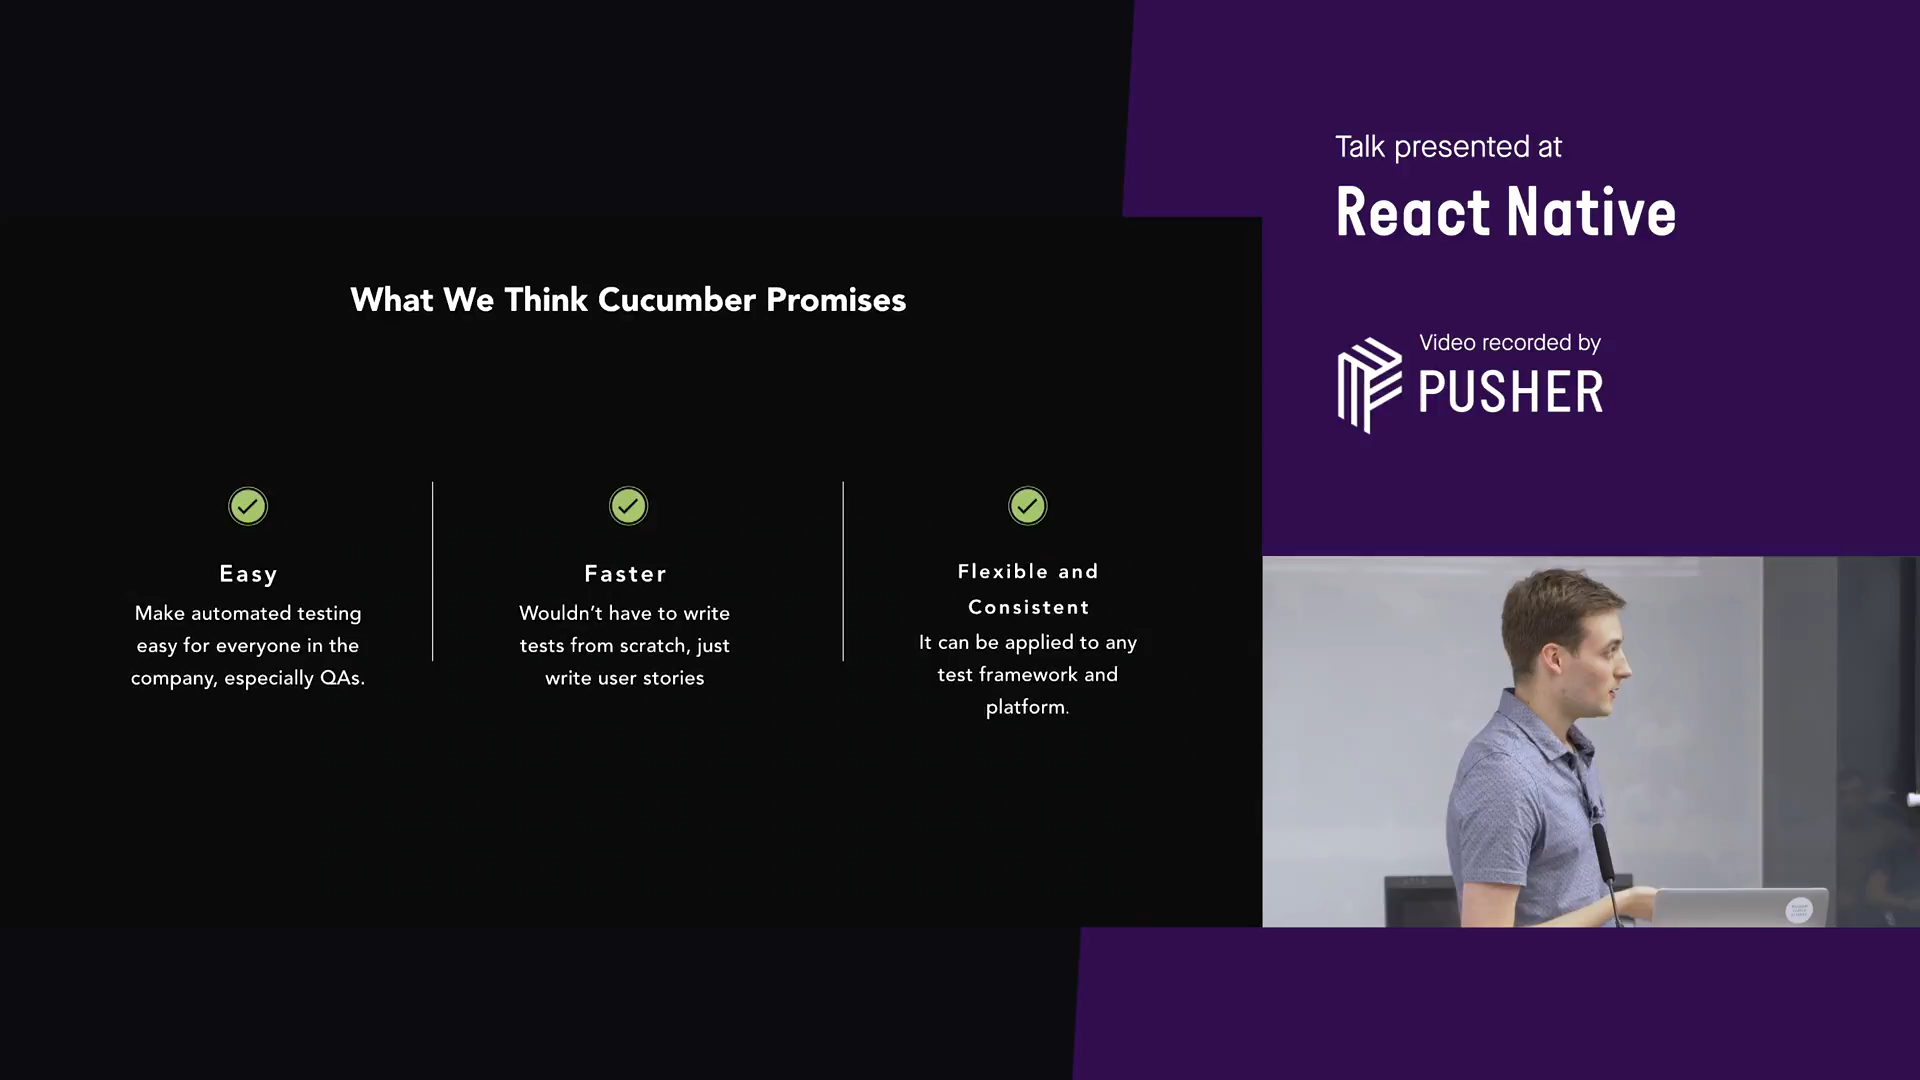 What We Think Cucumber Promises
Easy
Make automated testing
easy for everyone in the
company, especially QAs.
Faster
Wouldn’t have to write
tests from scratch, just
write user stories
Flexible and
Consistent
It can be applied to any
test framework and
platform.
Talk presented at
React Native
Video recorded by
PUSHER